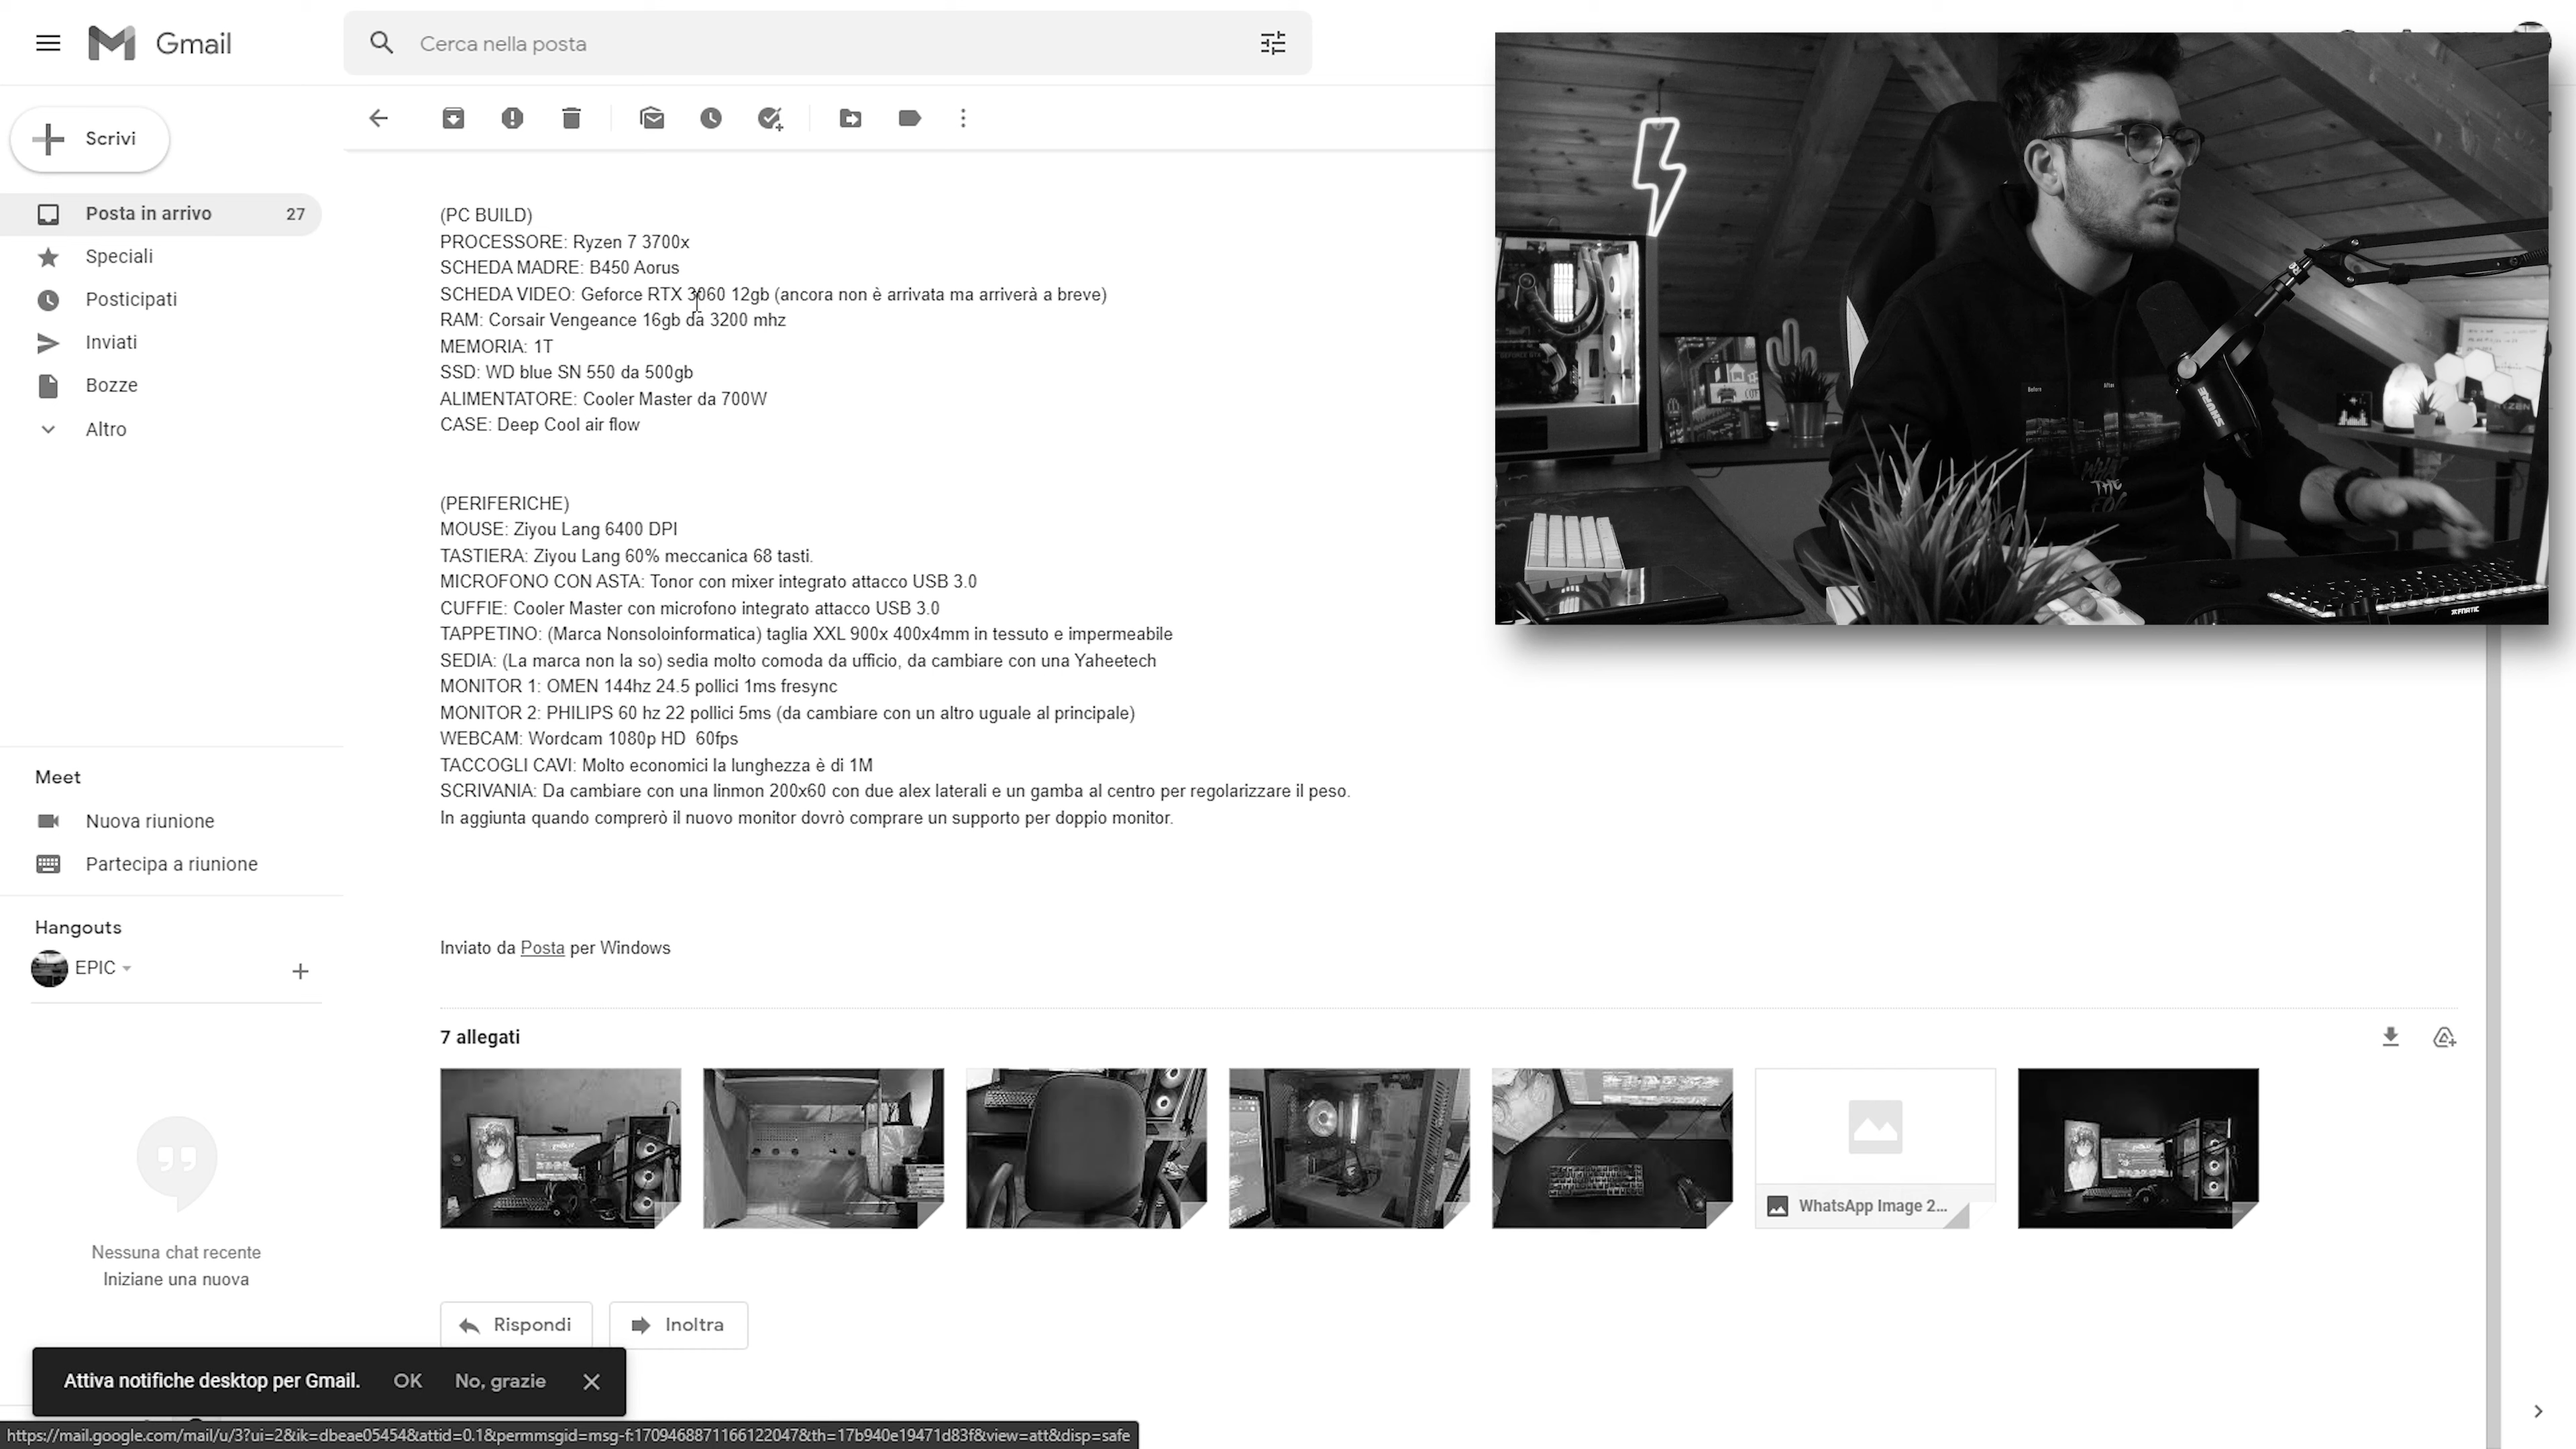 Gmail
Cerca nella posta
Scrivi
Posta in arrivo 27
Speciali
Posticipati
Inviati
Bozze
Altro
Meet
Nuova riunione
Partecipa a riunione
Hangouts
EPIC
Nessuna chat recente
Iniziane una nuova
(PC BUILD)
PROCESSORE: Ryzen 7 3700x
SCHEDA MADRE: B450 Aorus
SCHEDA VIDEO: Geforce RTX 3060 12gb (ancora non è arrivata ma arriverà a breve)
RAM: Corsair Vengeance 16gb da 3200 mhz
MEMORIA: 1T
SSD: WD blue SN 550 da 500gb
ALIMENTATORE: Cooler Master da 700W
CASE: Deep Cool air flow
(PERIFERICHE)
MOUSE: Ziyou Lang 6400 DPI
TASTIERA: Ziyou Lang 60% meccanica 68 tasti.
MICROFONO CON ASTA: Tonor con mixer integrato attacco USB 3.0
CUFFIE: Cooler Master con microfono integrato attacco USB 3.0
TAPPETINO: (Marca Nonsoloinformatica) taglia XXL 900x 400x4mm in tessuto e impermeabile
SEDIA: (La marca non la so) sedia molto comoda da ufficio, da cambiare con una Yaheetech
MONITOR 1: OMEN 144hz 24.5 pollici 1ms fresync
MONITOR 2: PHILIPS 60 hz 22 pollici 5ms (da cambiare con un altro uguale al principale)
WEBCAM: Wordcam 1080p HD  60fps
TACCOGLI CAVI: Molto economici la lunghezza è di 1M
SCRIVANIA: Da cambiare con una linmon 200x60 con due alex laterali e un gamba al centro per regolarizzare il peso.
In aggiunta quando comprerò il nuovo monitor dovrò comprare un supporto per doppio monitor.
Inviato da Posta per Windows
7 allegati
WhatsApp Image 2...
Rispondi
Inoltra
Attiva notifiche desktop per Gmail. OK No, grazie
https://mail.google.com/mail/u/3?ui=2&ik=dbeae05454&attid=0.1&permmsgid=msg-f:1709468871166122047&th=17b940e19471d83f&view=att&disp=safe
Before After
WHAT
THE
SHURE
FNATIC